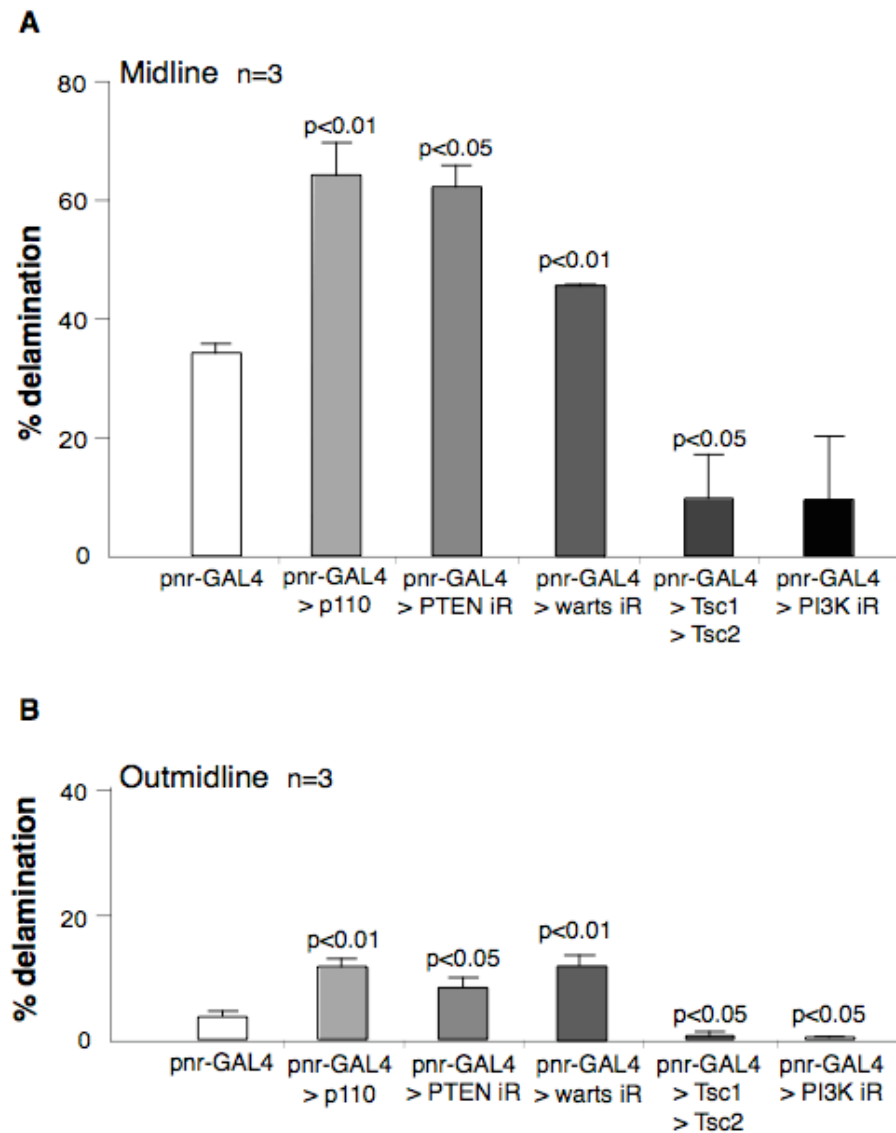 A
Midline n=3
80
60
40
20
0
% delamination
p<0.01
p<0.05
p<0.01
p<0.05
pnr-GAL4
pnr-GAL4
> p110
pnr-GAL4
> PTEN iR
pnr-GAL4
> warts iR
pnr-GAL4
> Tsc1
> Tsc2
pnr-GAL4
> PI3K iR
B
Outmidline n=3
40
20
0
% delamination
p<0.01
p<0.05
p<0.01
p<0.05
p<0.05
pnr-GAL4
pnr-GAL4
> p110
pnr-GAL4
> PTEN iR
pnr-GAL4
> warts iR
pnr-GAL4
> Tsc1
> Tsc2
pnr-GAL4
> PI3K iR